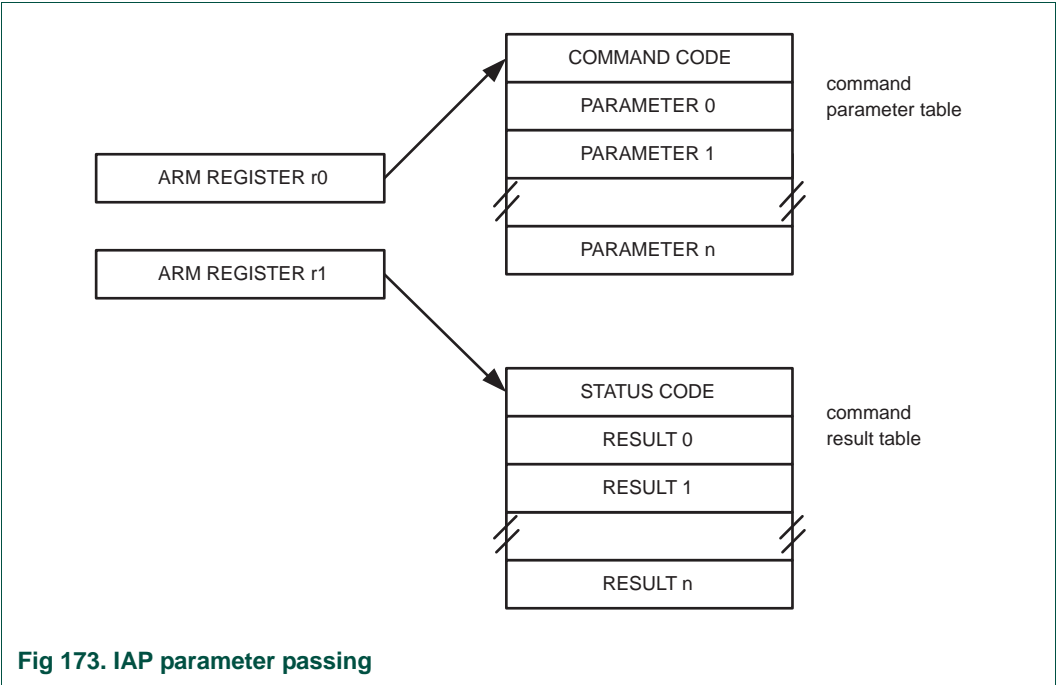 COMMAND CODE
PARAMETER 0
PARAMETER 1
PARAMETER n
command
parameter table
ARM REGISTER r0
ARM REGISTER r1
STATUS CODE
RESULT 0
RESULT 1
RESULT n
command
result table
Fig 173. IAP parameter passing